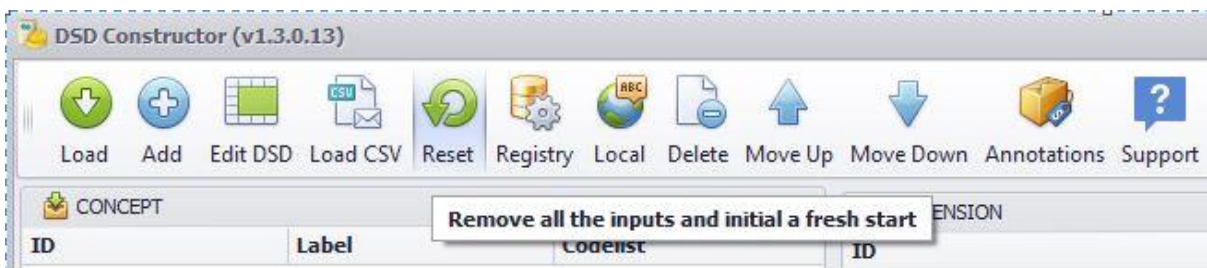 DSD Constructor (v1.3.0.13)
ABC
CSV
?
$
Load Add Edit DSD Load CSV Reset Registry Local Delete Move Up Move Down Annotations Support
CONCEPT ENSION
Remove all the inputs and initial a fresh start
ID Label Codelist ID